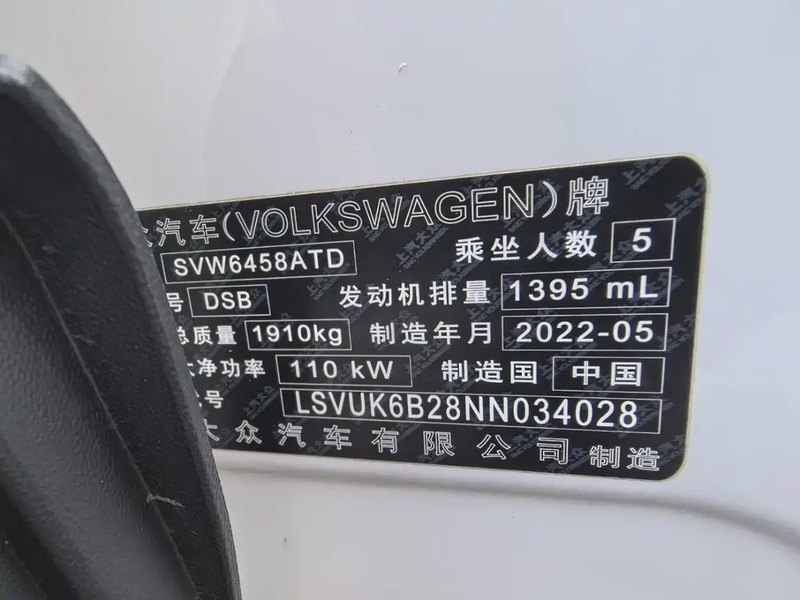 众汽车(VOLKSWAGEN)牌
SVW6458ATD 乘坐人数 5
号 DSB 发动机排量 1395 mL
总质量 1910kg 制造年月 2022-05
大净功率 110 kW 制造国 中国
号 LSVUK6B28NN034028
大众汽车有限公司 制造